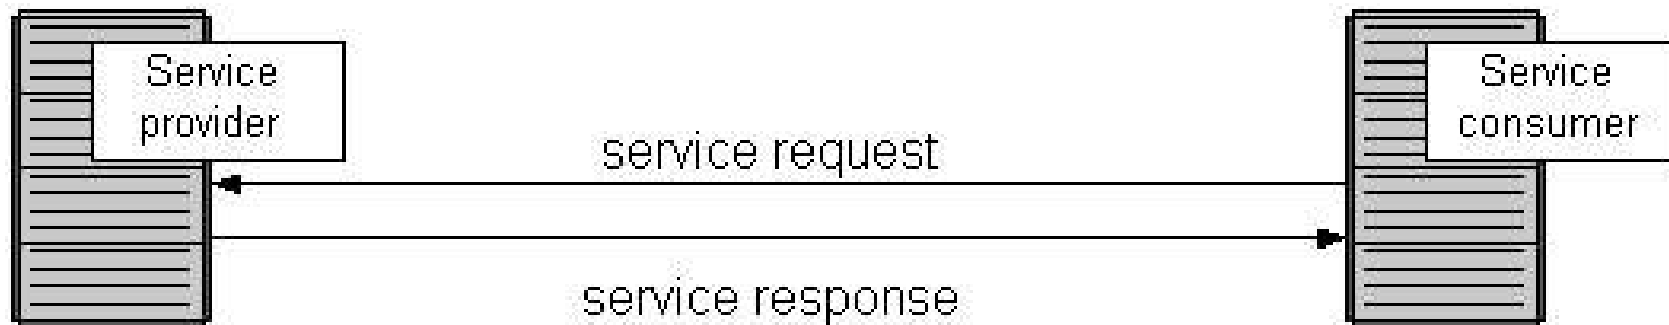 Service
provider
service request
service response
Service
consumer